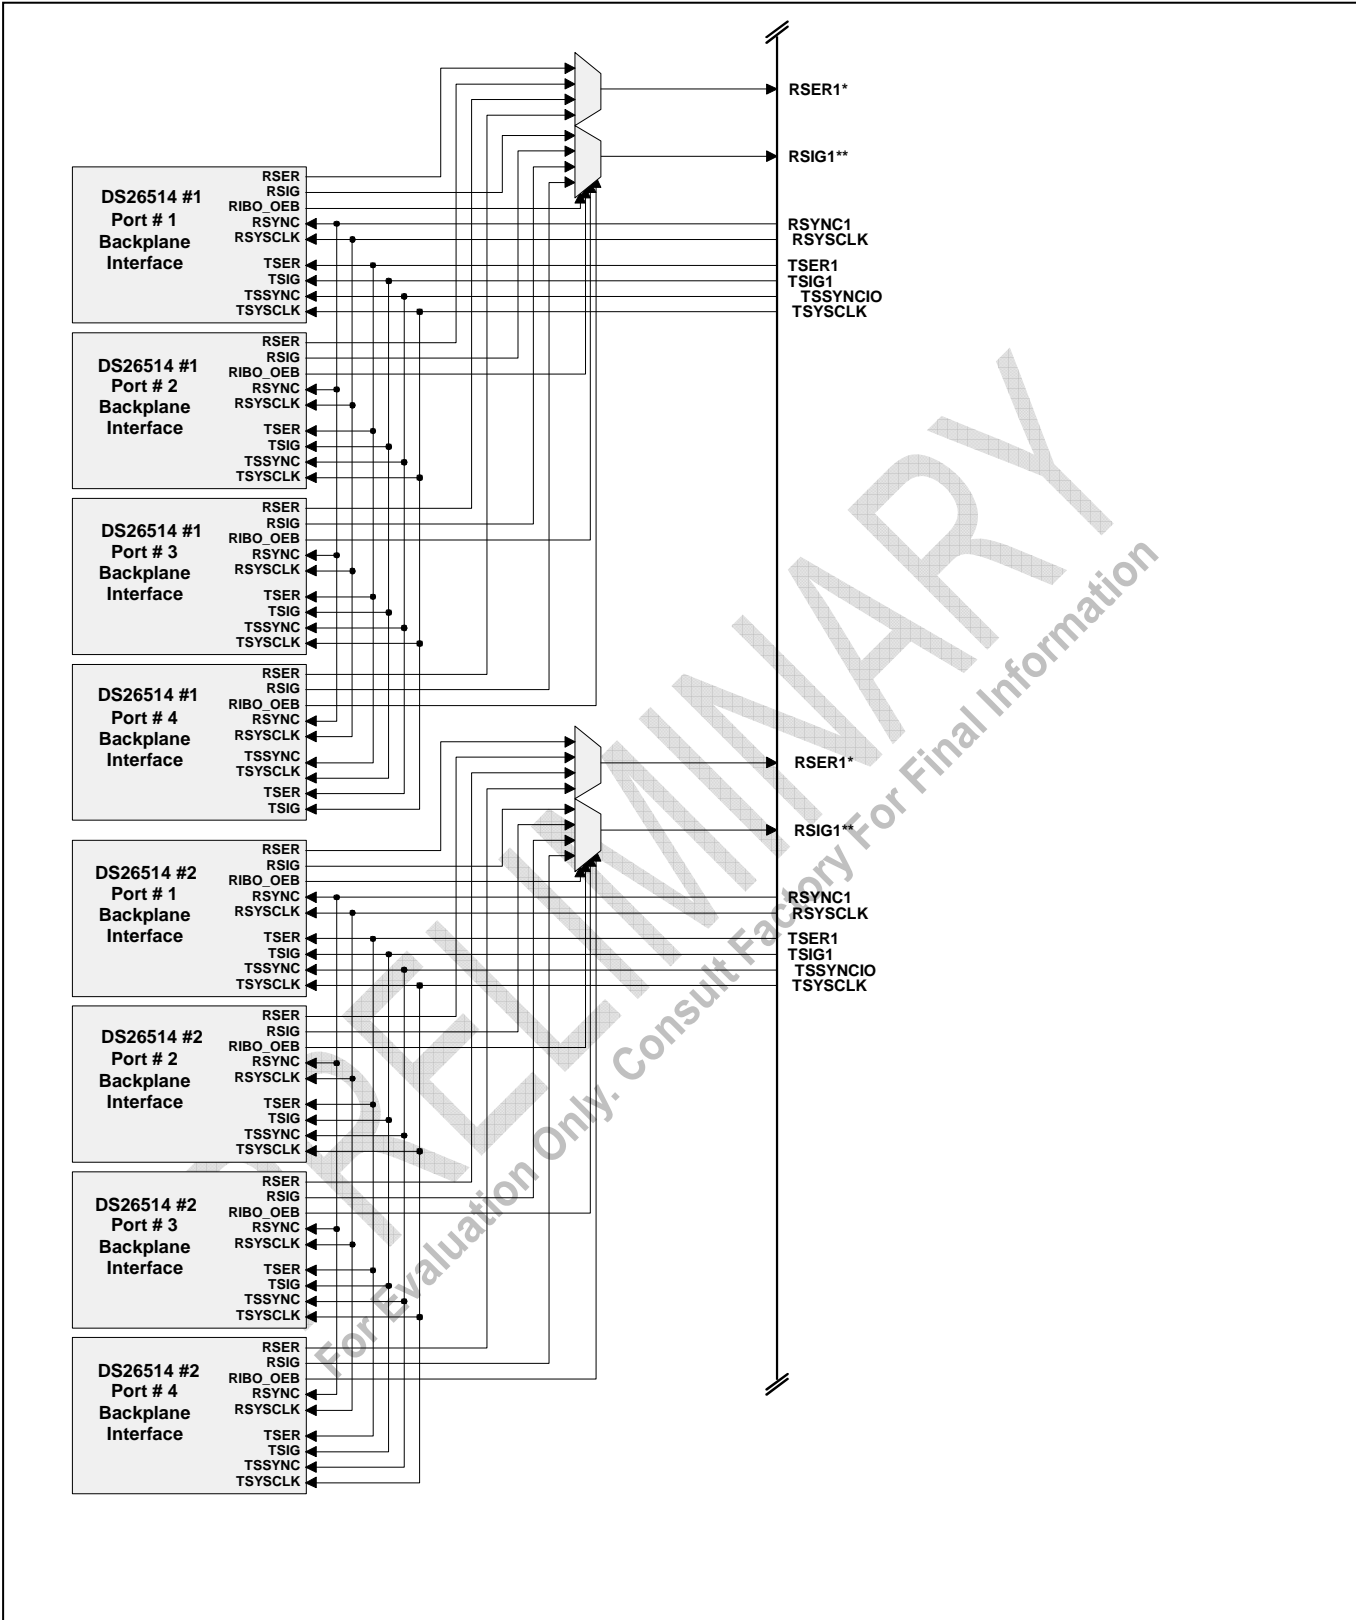 RSER1*
RSIG1**
DS26514 #1
Port # 1
Backplane
Interface
RSER
RSIG
RIBO_OEB
RSYNC
RSYSCLK
TSER
TSIG
TSSYNC
TSYSCLK
RSYNC1
RSYSCLK
TSER1
TSIG1
TSSYNCIO
TSYSCLK
DS26514 #1
Port # 2
Backplane
Interface
RSER
RSIG
RIBO_OEB
RSYNC
RSYSCLK
TSER
TSIG
TSSYNC
TSYSCLK
DS26514 #1
Port # 3
Backplane
Interface
RSER
RSIG
RIBO_OEB
RSYNC
RSYSCLK
TSER
TSIG
TSSYNC
TSYSCLK
DS26514 #1
Port # 4
Backplane
Interface
RSER
RSIG
RIBO_OEB
RSYNC
RSYSCLK
TSSYNC
TSYSCLK
TSER
TSIG
RSER1*
RSIG1**
DS26514 #2
Port # 1
Backplane
Interface
RSER
RSIG
RIBO_OEB
RSYNC
RSYSCLK
TSER
TSIG
TSSYNC
TSYSCLK
RSYNC1
RSYSCLK
TSER1
TSIG1
TSSYNCIO
TSYSCLK
DS26514 #2
Port # 2
Backplane
Interface
RSER
RSIG
RIBO_OEB
RSYNC
RSYSCLK
TSER
TSIG
TSSYNC
TSYSCLK
DS26514 #2
Port # 3
Backplane
Interface
RSER
RSIG
RIBO_OEB
RSYNC
RSYSCLK
TSER
TSIG
TSSYNC
TSYSCLK
DS26514 #2
Port # 4
Backplane
Interface
RSER
RSIG
RIBO_OEB
RSYNC
RSYSCLK
TSER
TSIG
TSSYNC
TSYSCLK
PRELIMINARY
For Evaluation Only. Consult Factory For Final Information